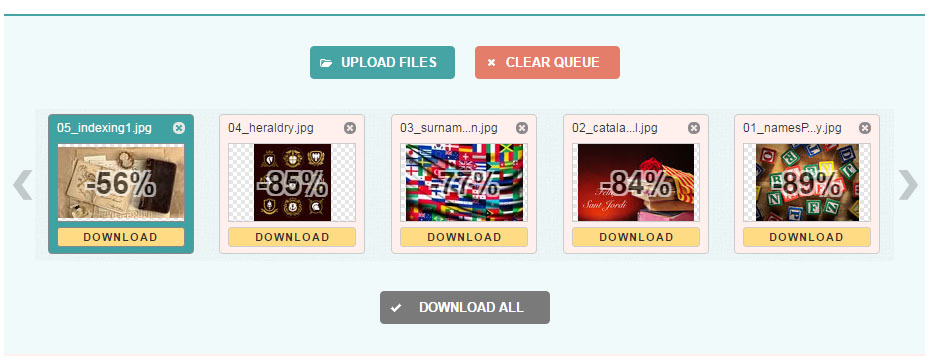 UPLOAD FILES
CLEAR QUEUE
05_indexing1.jpg
04_heraldry.jpg
03_surnam...n.jpg
02_catala...l.jpg
01_namesP...y.jpg
-56%
-85%
-77%
-84%
-89%
Sant Jordi
DOWNLOAD
DOWNLOAD
DOWNLOAD
DOWNLOAD
DOWNLOAD
DOWNLOAD ALL